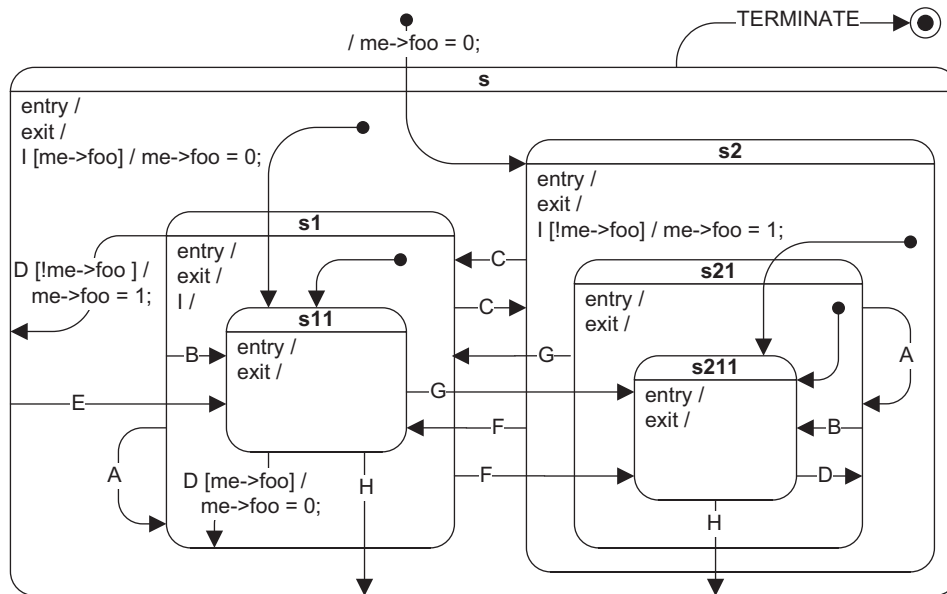 TERMINATE
/ me->foo = 0;
s
entry /
exit /
I [me->foo] / me->foo = 0;
s2
entry /
exit /
I [!me->foo] / me->foo = 1;
s1
entry /
exit /
I /
D [!me->foo ] /
me->foo = 1;
C
C
s21
entry /
exit /
s11
entry /
exit /
B
G
A
s211
entry /
exit /
E
G
F
B
A
D [me->foo] /
me->foo = 0;
H
F
D
H